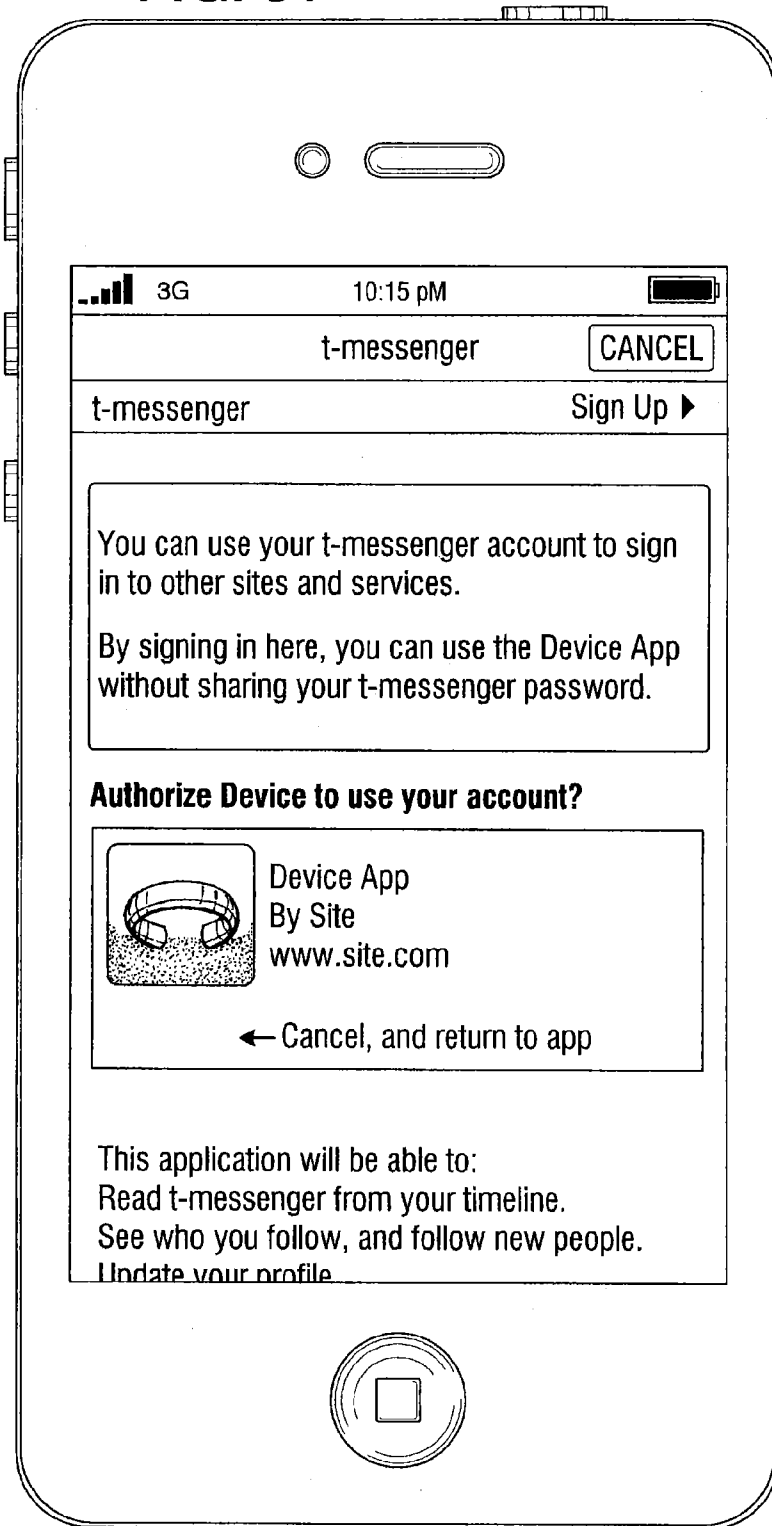 3G 10:15 pM
t-messenger CANCEL
t-messenger Sign Up
You can use your t-messenger account to sign
in to other sites and services.
By signing in here, you can use the Device App
without sharing your t-messenger password.
Authorize Device to use your account?
Device App
By Site
www.site.com
Cancel, and return to app
This application will be able to:
Read t-messenger from your timeline.
See who you follow, and follow new people.
Update your profile